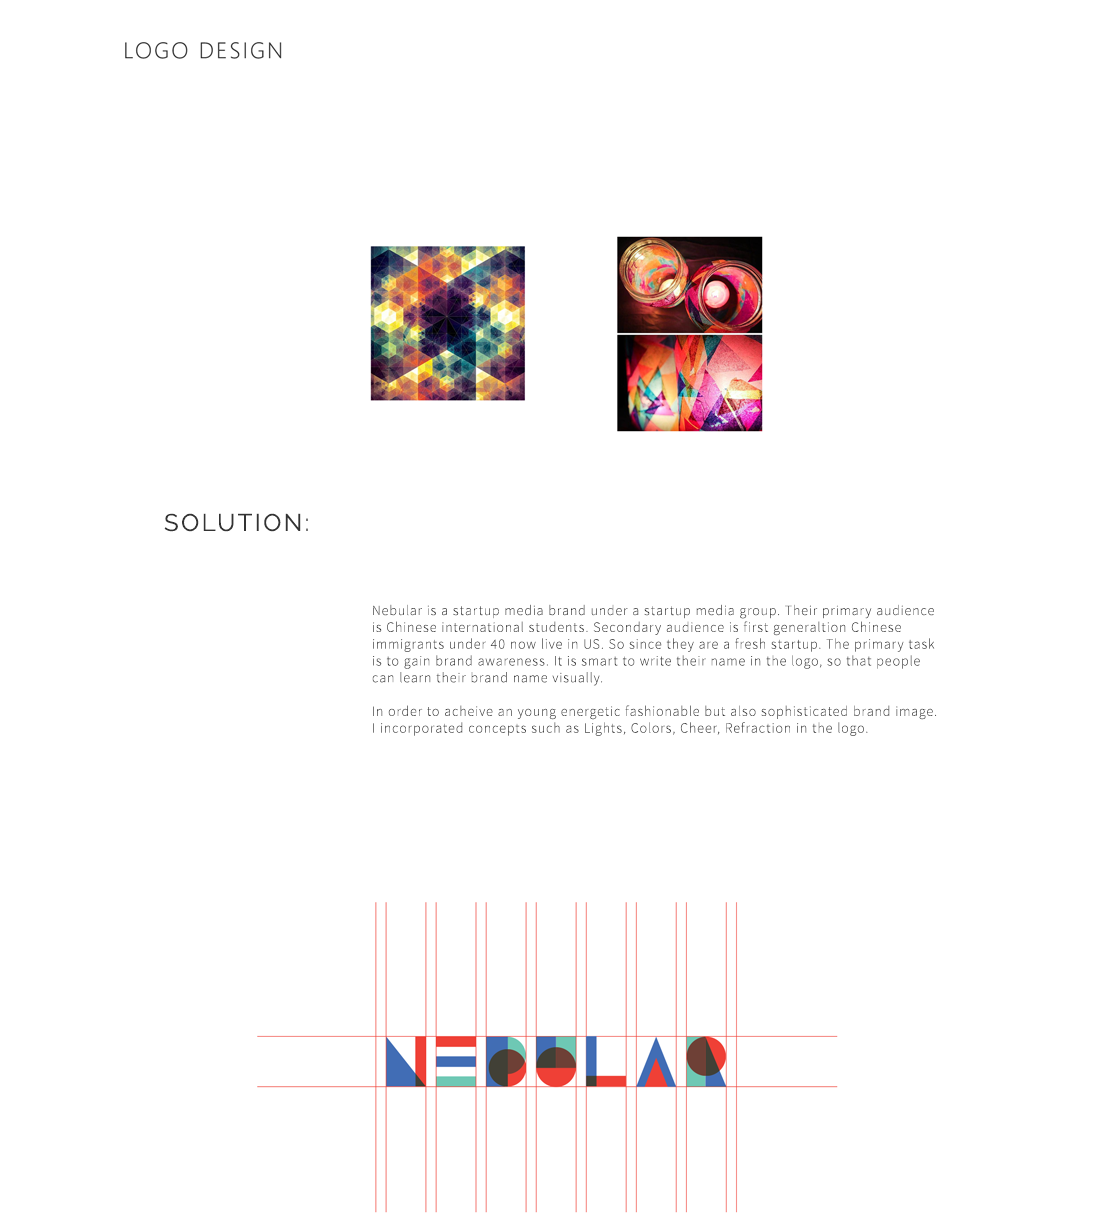 LOGO DESIGN
SOLUTION:
Nebular is a startup media brand under a startup media group. Their primary audience
is Chinese international students. Secondary audience is first generaltion Chinese
immigrants under 40 now live in US. So since they are a fresh startup. The primary task
is to gain brand awareness. It is smart to write their name in the logo, so that people
can learn their brand name visually.
In order to acheive an young energetic fashionable but also sophisticated brand image.
I incorporated concepts such as Lights, Colors, Cheer, Refraction in the logo.
NEBULAR